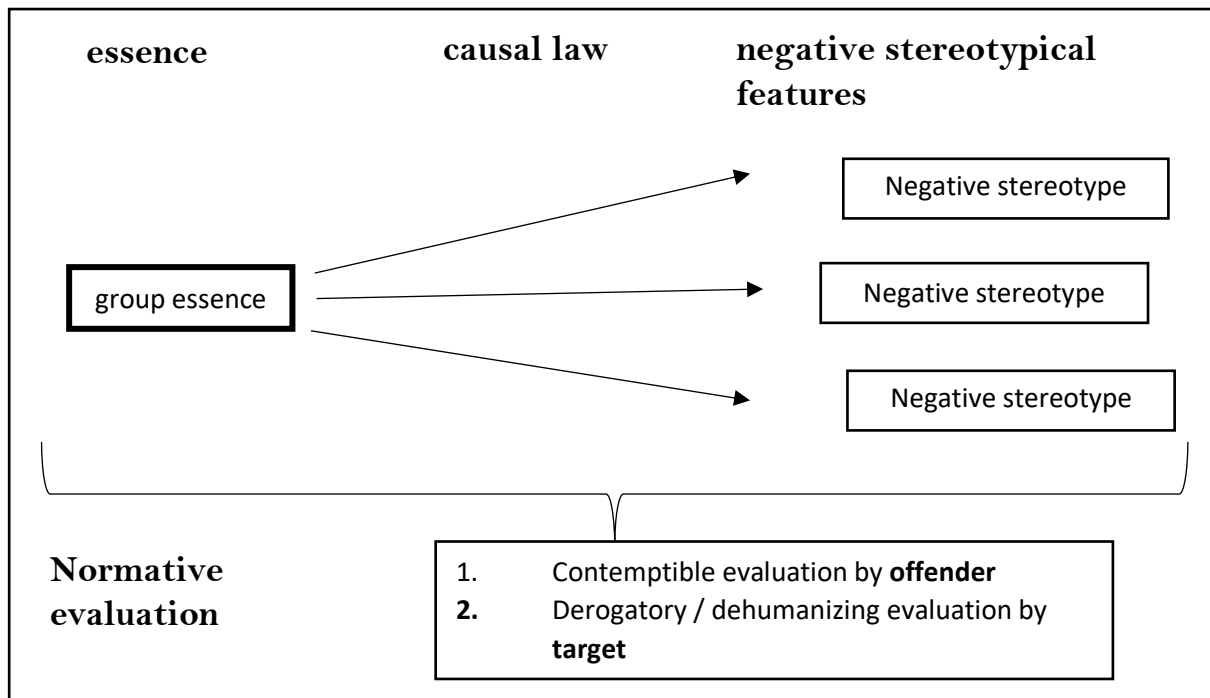 essence
causal law
negative stereotypical
features
Negative stereotype
group essence
Negative stereotype
Negative stereotype
Normative
evaluation
1. Contemptible evaluation by offender
2. Derogatory / dehumanizing evaluation by
target